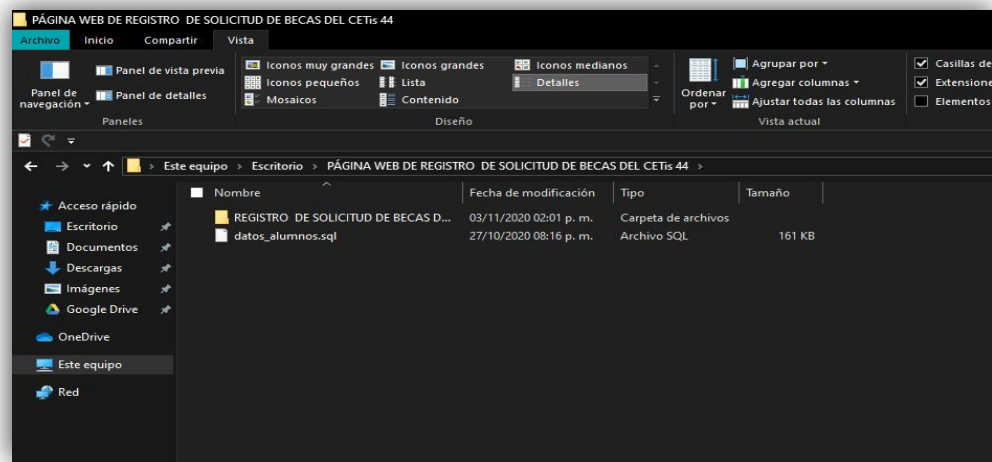 PÁGINA WEB DE REGISTRO  DE SOLICITUD DE BECAS DEL CETis 44
Archivo Inicio Compartir Vista
Panel de navegación
Panel de vista previa
Panel de detalles
Paneles
Iconos muy grandes Iconos grandes Iconos medianos
Iconos pequeños Lista Detalles
Mosaicos Contenido
Diseño
Ordenar por
Agrupar por
Agregar columnas
Ajustar todas las columnas
Vista actual
Casillas de
Extensione
Elementos
Este equipo > Escritorio > PÁGINA WEB DE REGISTRO  DE SOLICITUD DE BECAS DEL CETis 44 >
Nombre Fecha de modificación Tipo Tamaño
REGISTRO  DE SOLICITUD DE BECAS D... 03/11/2020 02:01 p. m. Carpeta de archivos
datos_alumnos.sql 27/10/2020 08:16 p. m. Archivo SQL 161 KB
Acceso rápido
Escritorio
Documentos
Descargas
Imágenes
Google Drive
OneDrive
Este equipo
Red